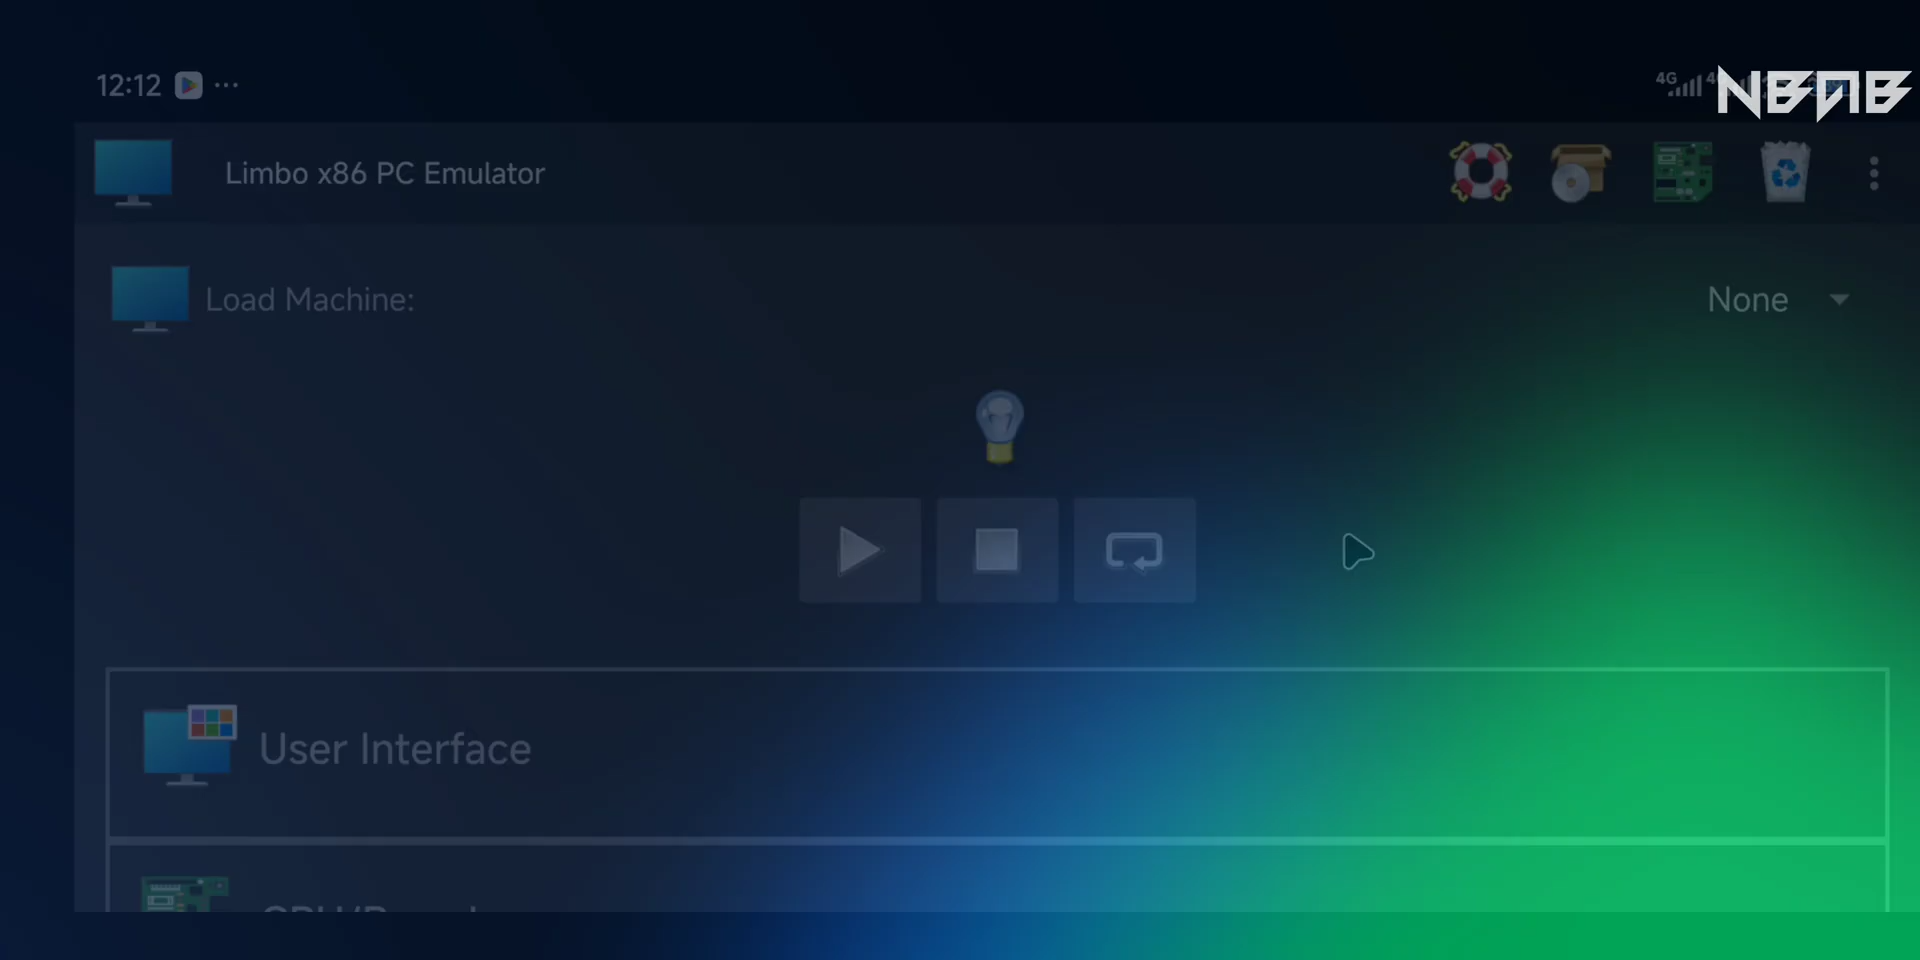 12:12
4G
NBNB
Limbo x86 PC Emulator
Load Machine:
None
User Interface